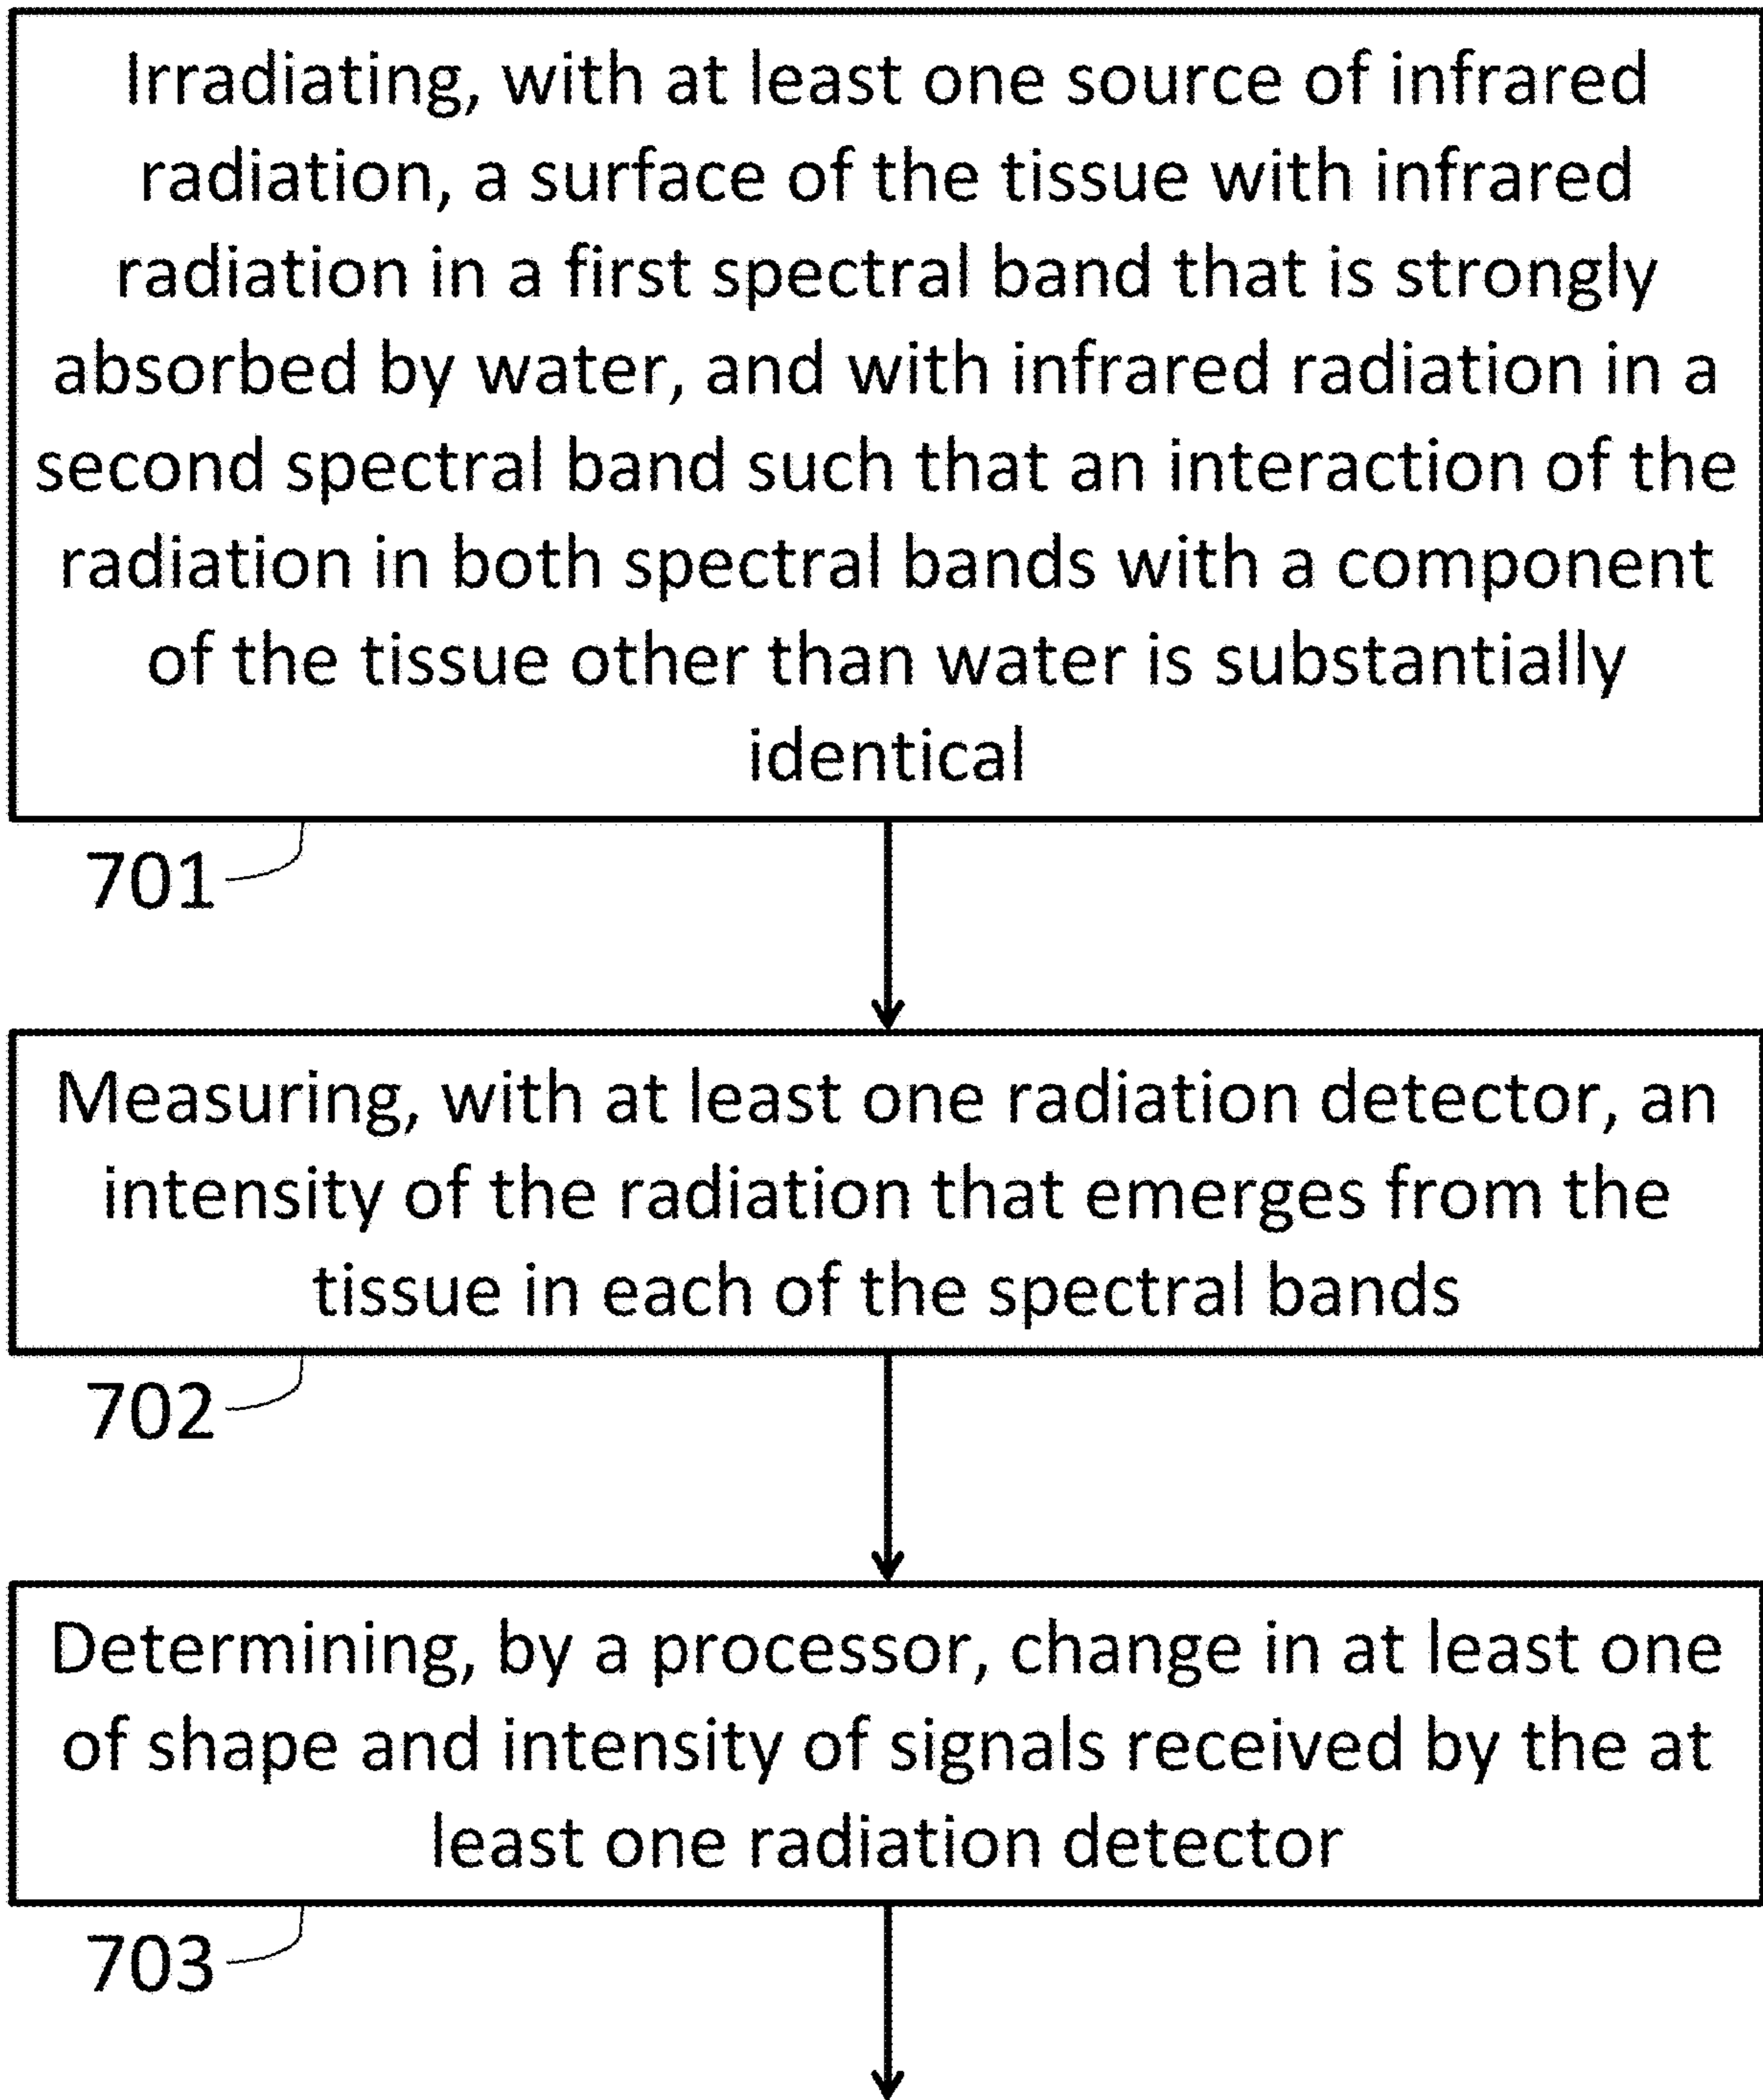 Irradiating, with at least one source of infrared
radiation, a surface of the tissue with infrared
radiation in a first spectral band that is strongly
absorbed by water, and with infrared radiation in a
second spectral band such that an interaction of the
radiation in both spectral bands with a component
of the tissue other than water is substantially
identical
701
Measuring, with at least one radiation detector, an
intensity of the radiation that emerges from the
tissue in each of the spectral bands
702
Determining, by a processor, change in at least one
of shape and intensity of signals received by the at
least one radiation detector
703